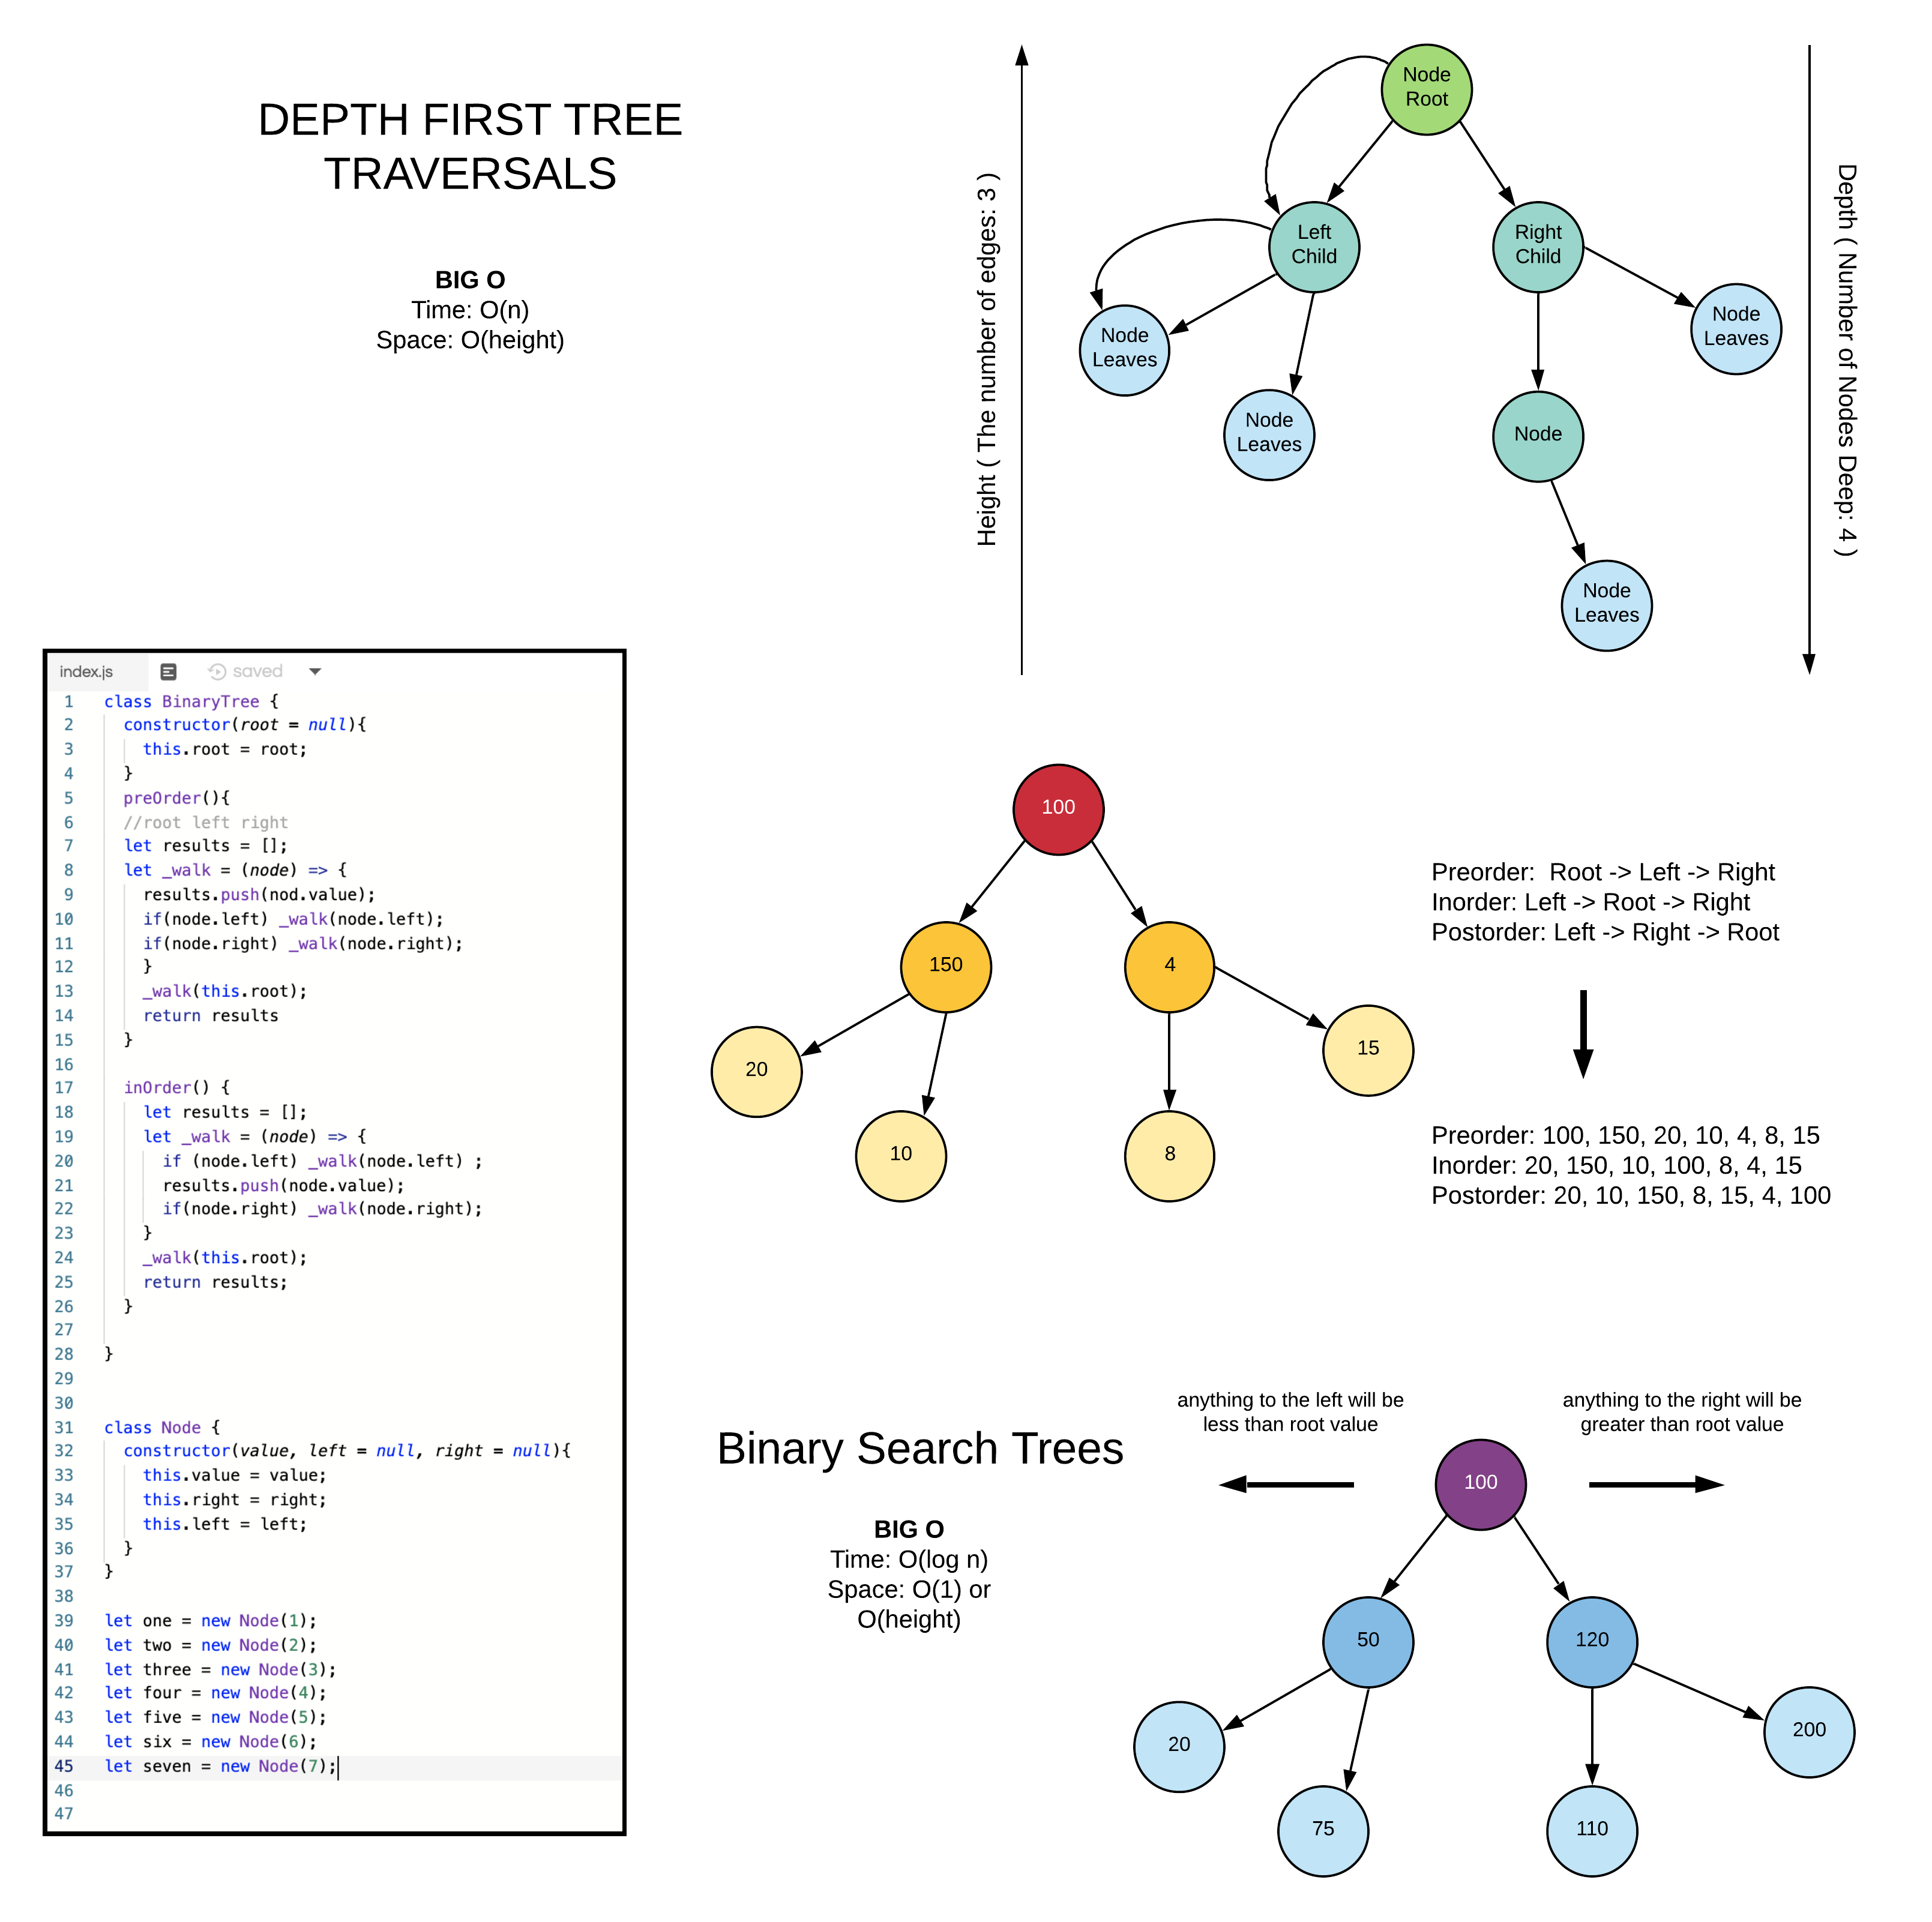 DEPTH FIRST TREE
TRAVERSALS
BIG O
Time: O(n)
Space: O(height)
Height ( The number of edges: 3 )
Node
Root
Left
Child
Right
Child
Node
Leaves
Node
Leaves
Node
Node
Leaves
Node
Leaves
Depth ( Number of Nodes Deep: 4 )
index.js
saved
1 class BinaryTree {
2 constructor(root = null){
3 this.root = root;
4 }
5 preOrder(){
6 //root left right
7 let results = [];
8 let _walk = (node) => {
9 results.push(nod.value);
10 if(node.left) _walk(node.left);
11 if(node.right) _walk(node.right);
12 }
13 _walk(this.root);
14 return results
15 }
16
17 inOrder() {
18 let results = [];
19 let _walk = (node) => {
20 if (node.left) _walk(node.left) ;
21 results.push(node.value);
22 if(node.right) _walk(node.right);
23 }
24 _walk(this.root);
25 return results;
26 }
27
28 }
29
30
31 class Node {
32 constructor(value, left = null, right = null){
33 this.value = value;
34 this.right = right;
35 this.left = left;
36 }
37 }
38
39 let one = new Node(1);
40 let two = new Node(2);
41 let three = new Node(3);
42 let four = new Node(4);
43 let five = new Node(5);
44 let six = new Node(6);
45 let seven = new Node(7);
46
47
100
150
4
20
10
8
15
Preorder:  Root -> Left -> Right
Inorder: Left -> Root -> Right
Postorder: Left -> Right -> Root
Preorder: 100, 150, 20, 10, 4, 8, 15
Inorder: 20, 150, 10, 100, 8, 4, 15
Postorder: 20, 10, 150, 8, 15, 4, 100
Binary Search Trees
BIG O
Time: O(log n)
Space: O(1) or
O(height)
anything to the left will be
less than root value
anything to the right will be
greater than root value
100
50
120
20
75
110
200